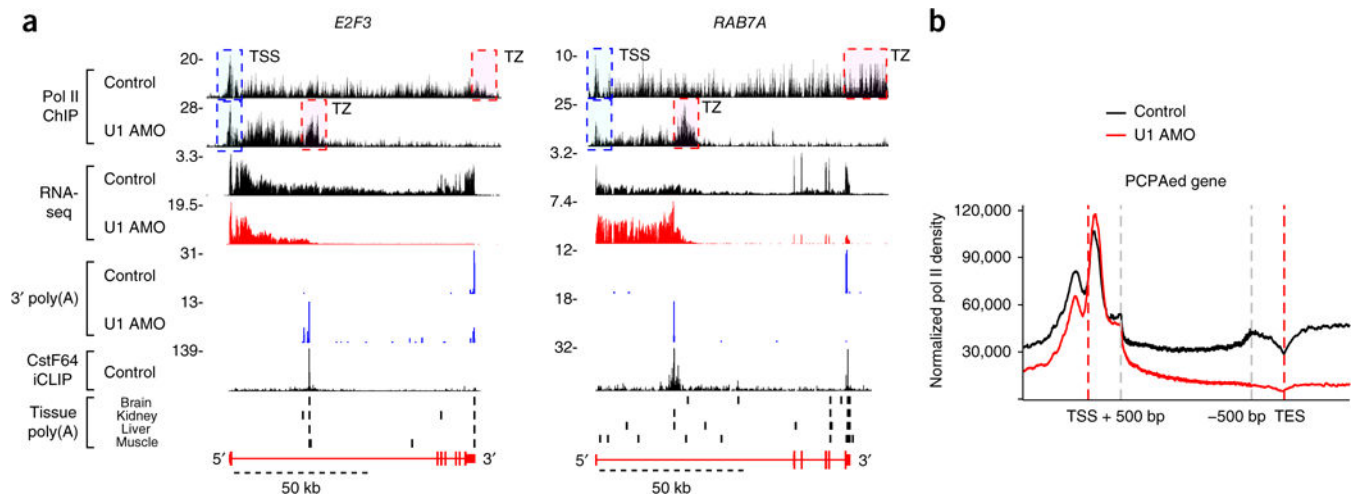 a
E2F3
RAB7A
b
20-
TSS
TZ
10-
TSS
TZ
Pol II
ChIP
Control
28-
TZ
25-
TZ
U1 AMO
Control
U1 AMO
3.3-
3.2-
RNA-
seq
Control
19.5-
7.4-
U1 AMO
PCPAed gene
31-
12-
3′ poly(A)
Control
13-
18-
U1 AMO
139-
32-
CstF64
iCLIP
Control
Tissue
poly(A)
Brain
Kidney
Liver
Muscle
5′
3′
5′
3′
50 kb
50 kb
Normalized pol II density
120,000
90,000
60,000
30,000
TSS + 500 bp
−500 bp TES